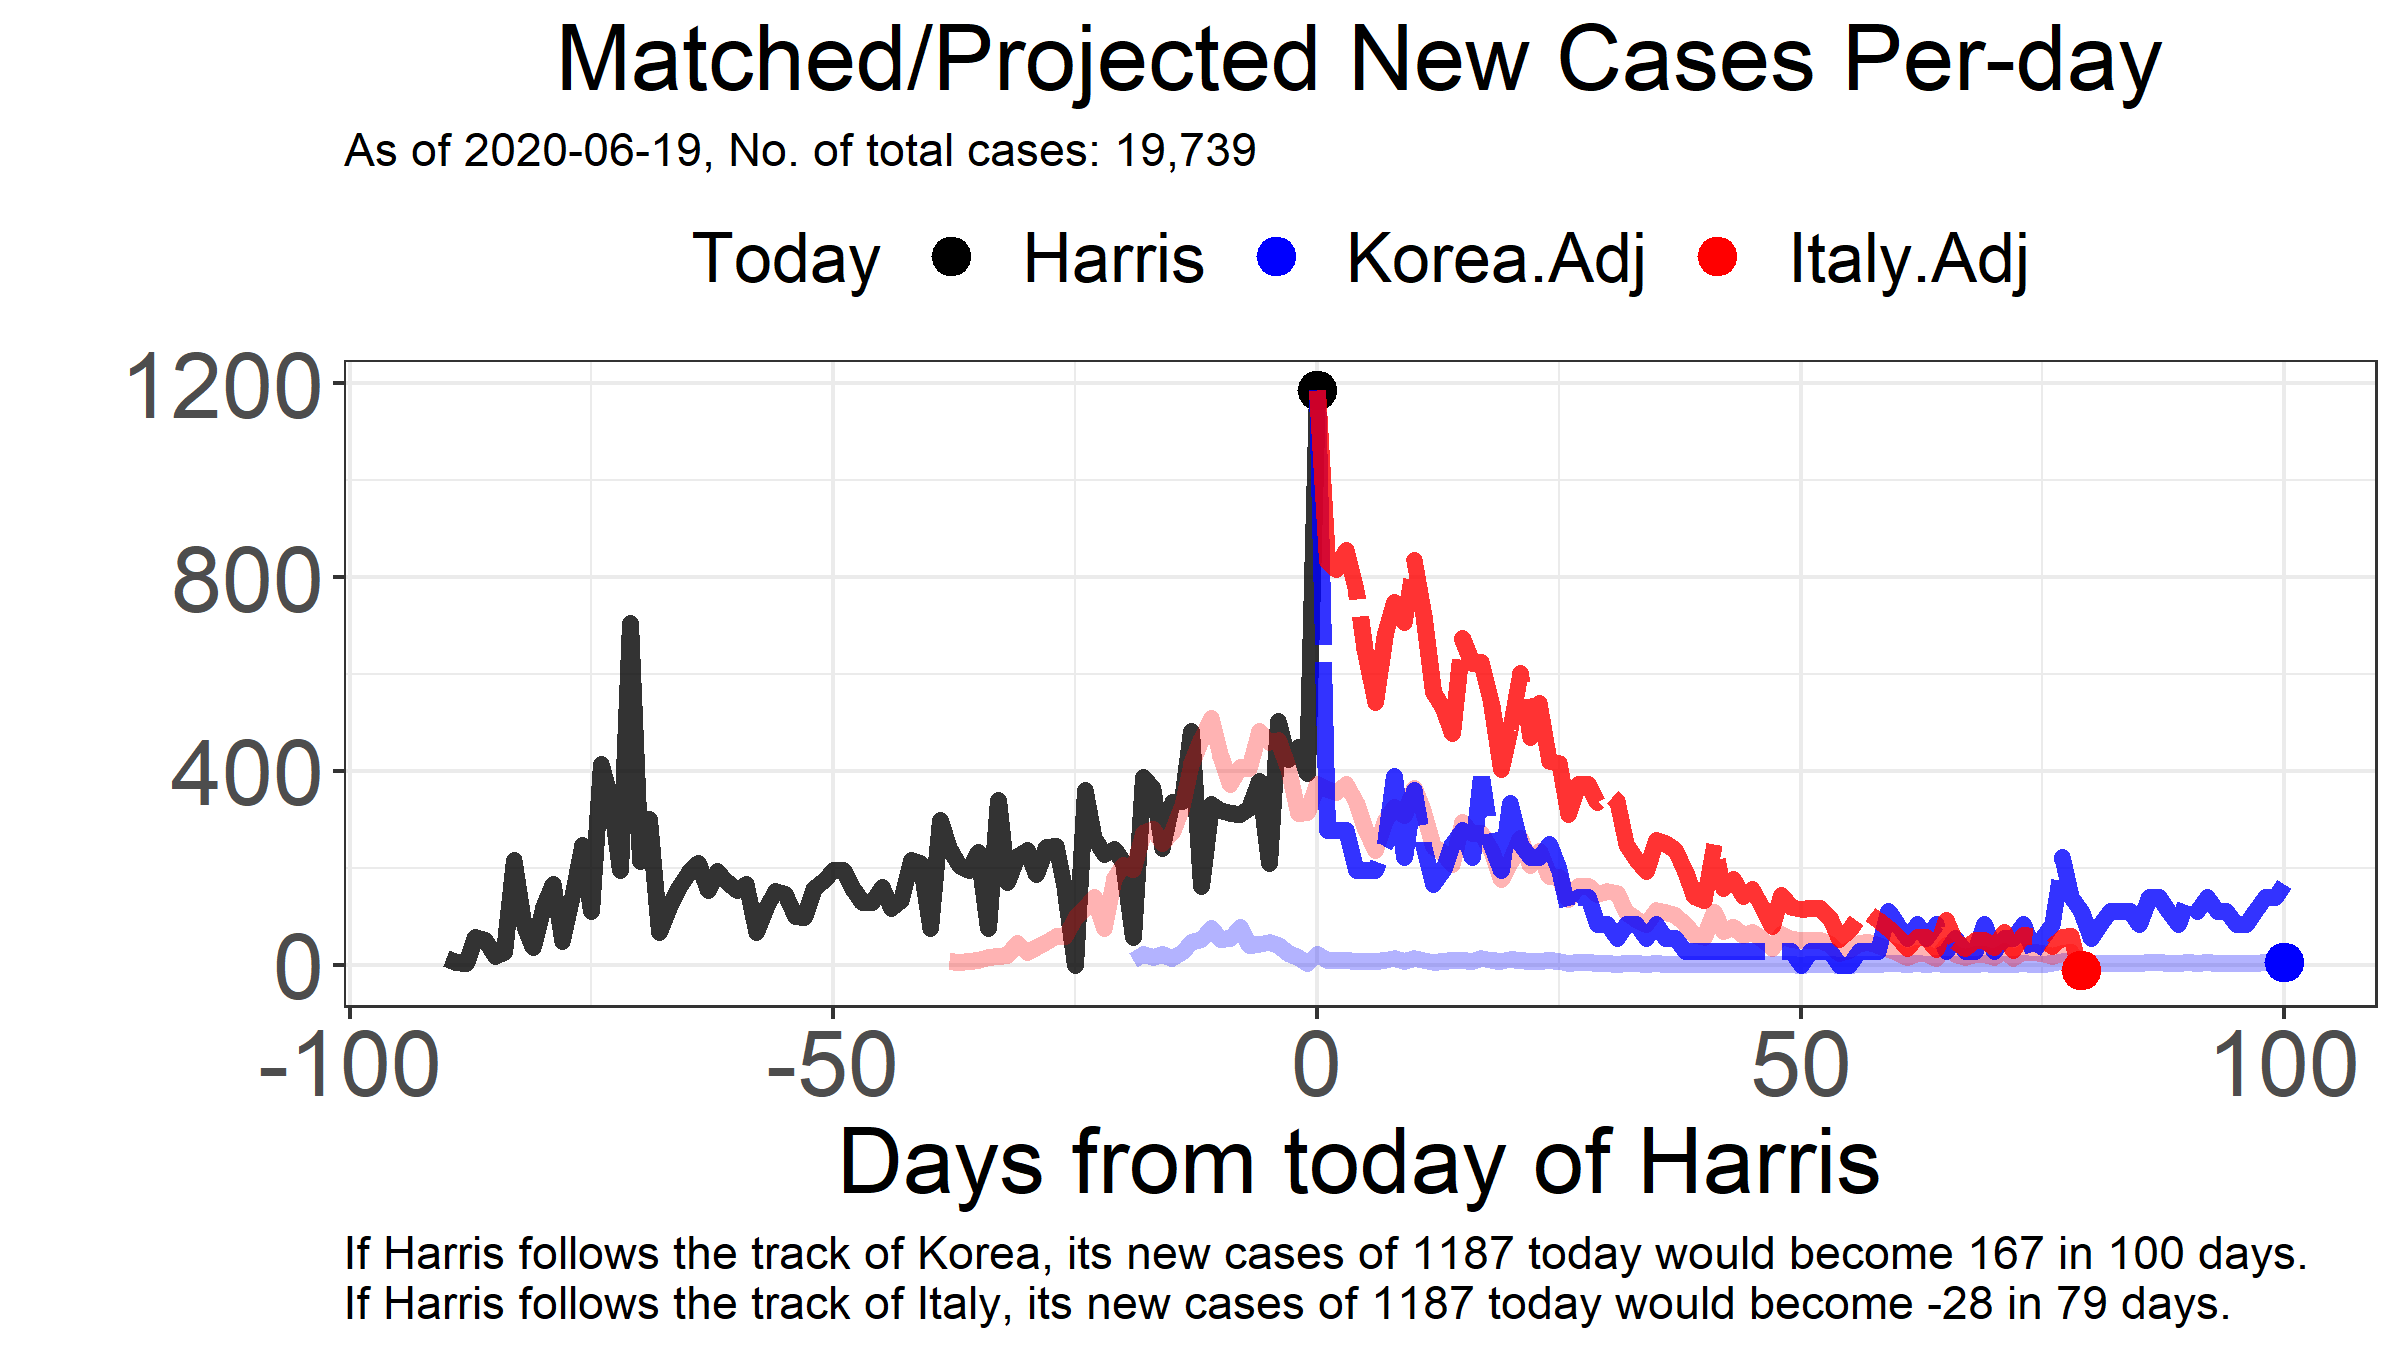 Matched/Projected New Cases Per-day
As of 2020-06-19, No. of total cases: 19,739
Today Harris Korea.Adj Italy.Adj
1200
800
400
0
-100 -50 0 50 100
Days from today of Harris
If Harris follows the track of Korea, its new cases of 1187 today would become 167 in 100 days.
If Harris follows the track of Italy, its new cases of 1187 today would become -28 in 79 days.